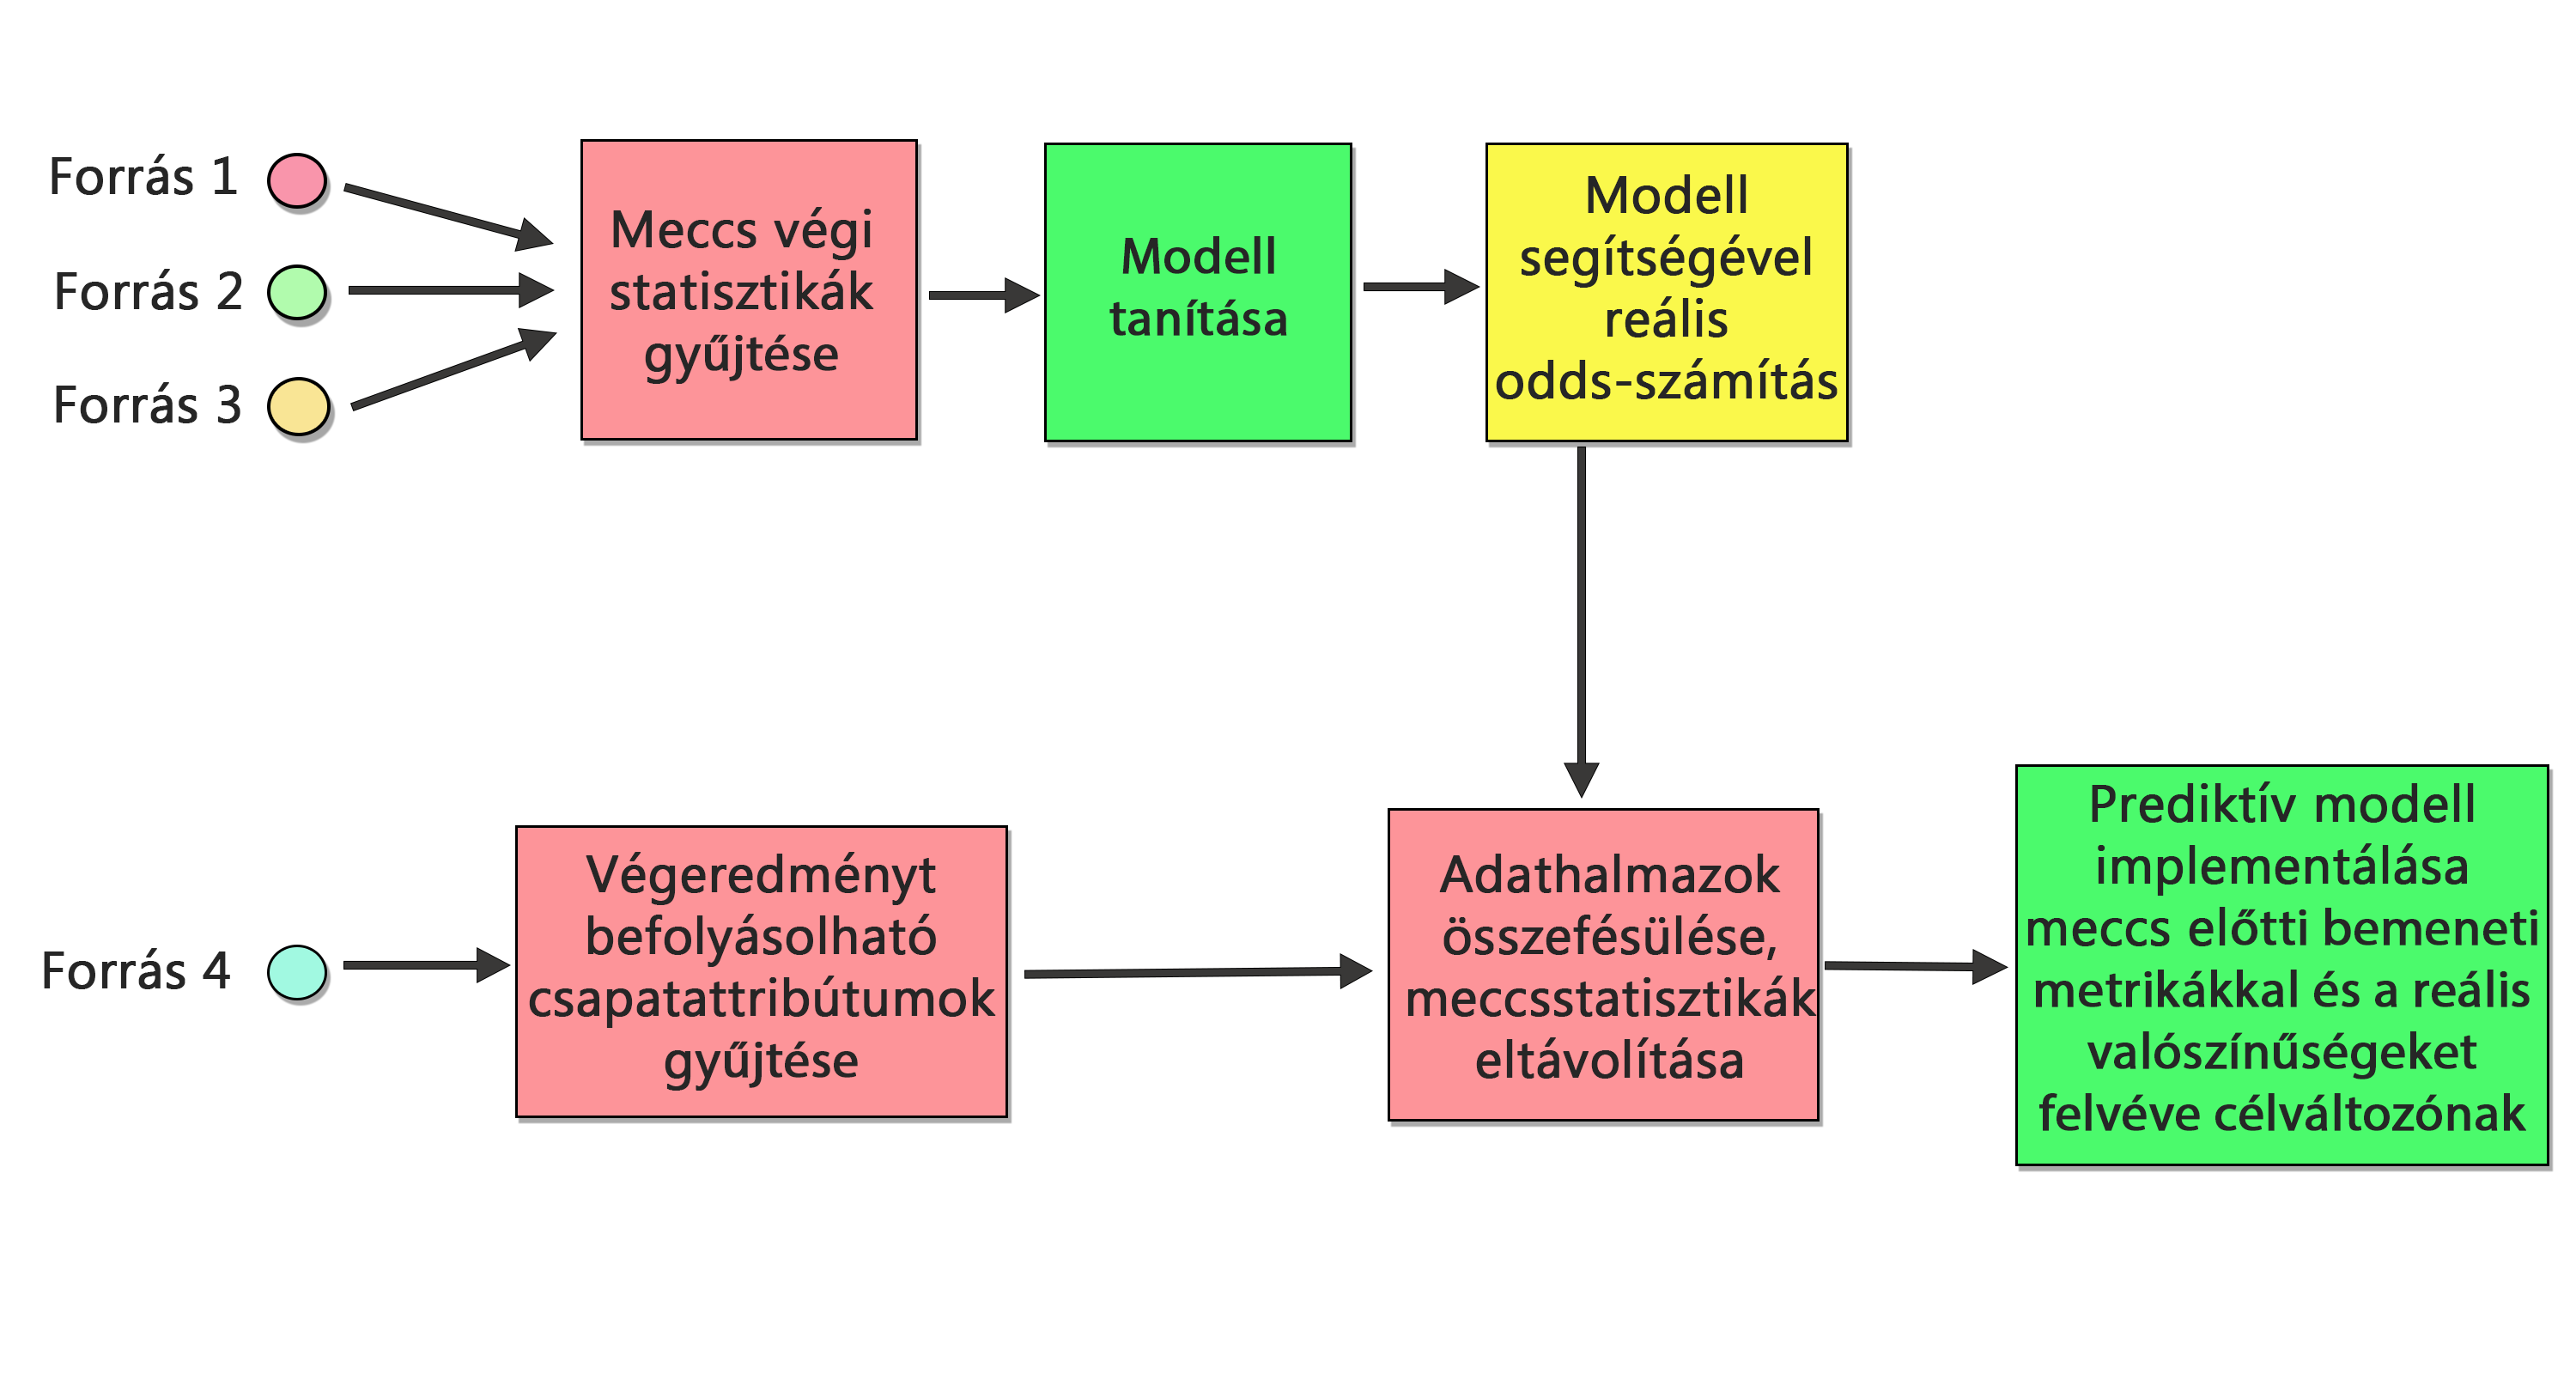 Forrás 1
Forrás 2
Forrás 3
Meccs végi
statisztikák
gyűjtése
Modell
tanítása
Modell
segítségével
reális
odds-számítás
Forrás 4
Végeredményt
befolyásolható
csapatattribútumok
gyűjtése
Adathalmazok
összefésülése,
meccsstatisztikák
eltávolítása
Prediktív modell
implementálása
meccs előtti bemeneti
metrikákkal és a reális
valószínűségeket
felvéve célváltozónak